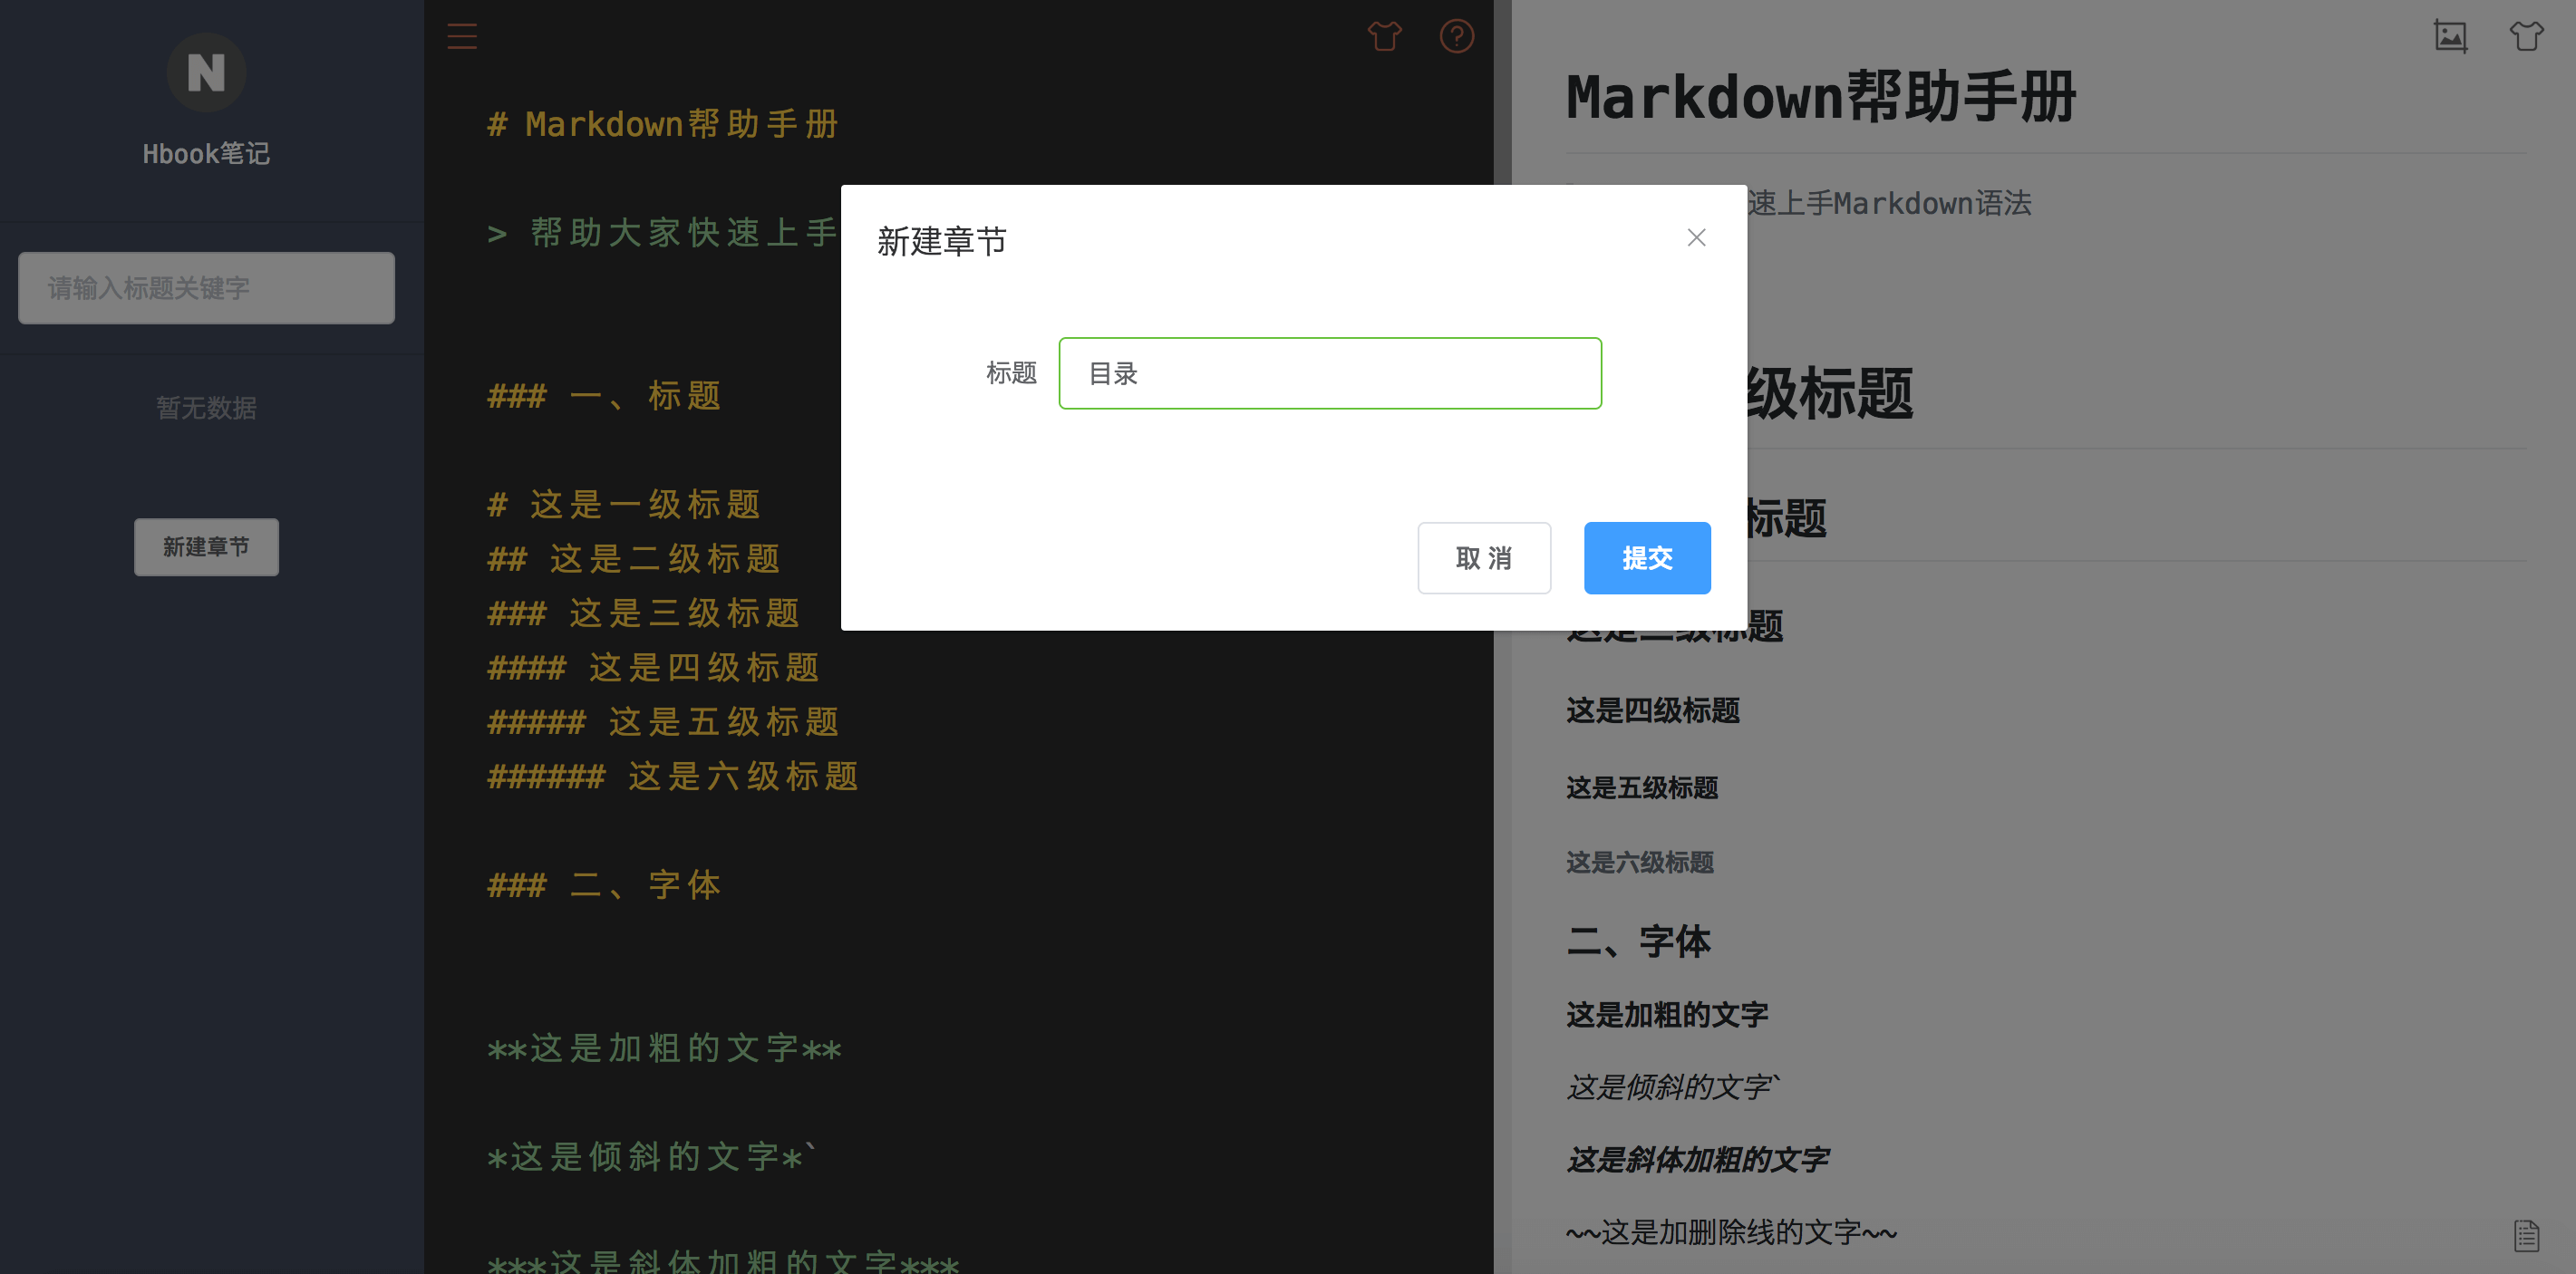 N
Hbook笔记
请输入标题关键字
暂无数据
新建章节
# Markdown帮助手册
> 帮助大家快速上手
### 一、标题
# 这是一级标题
## 这是二级标题
### 这是三级标题
#### 这是四级标题
##### 这是五级标题
###### 这是六级标题
### 二、字体
**这是加粗的文字**
*这是倾斜的文字*`
***这是斜体加粗的文字***
新建章节
标题
目录
取 消
提交
Markdown帮助手册
速上手Markdown语法
级标题
标题
这是三级标题
这是四级标题
这是五级标题
这是六级标题
二、字体
这是加粗的文字
这是倾斜的文字`
这是斜体加粗的文字
~~这是加删除线的文字~~